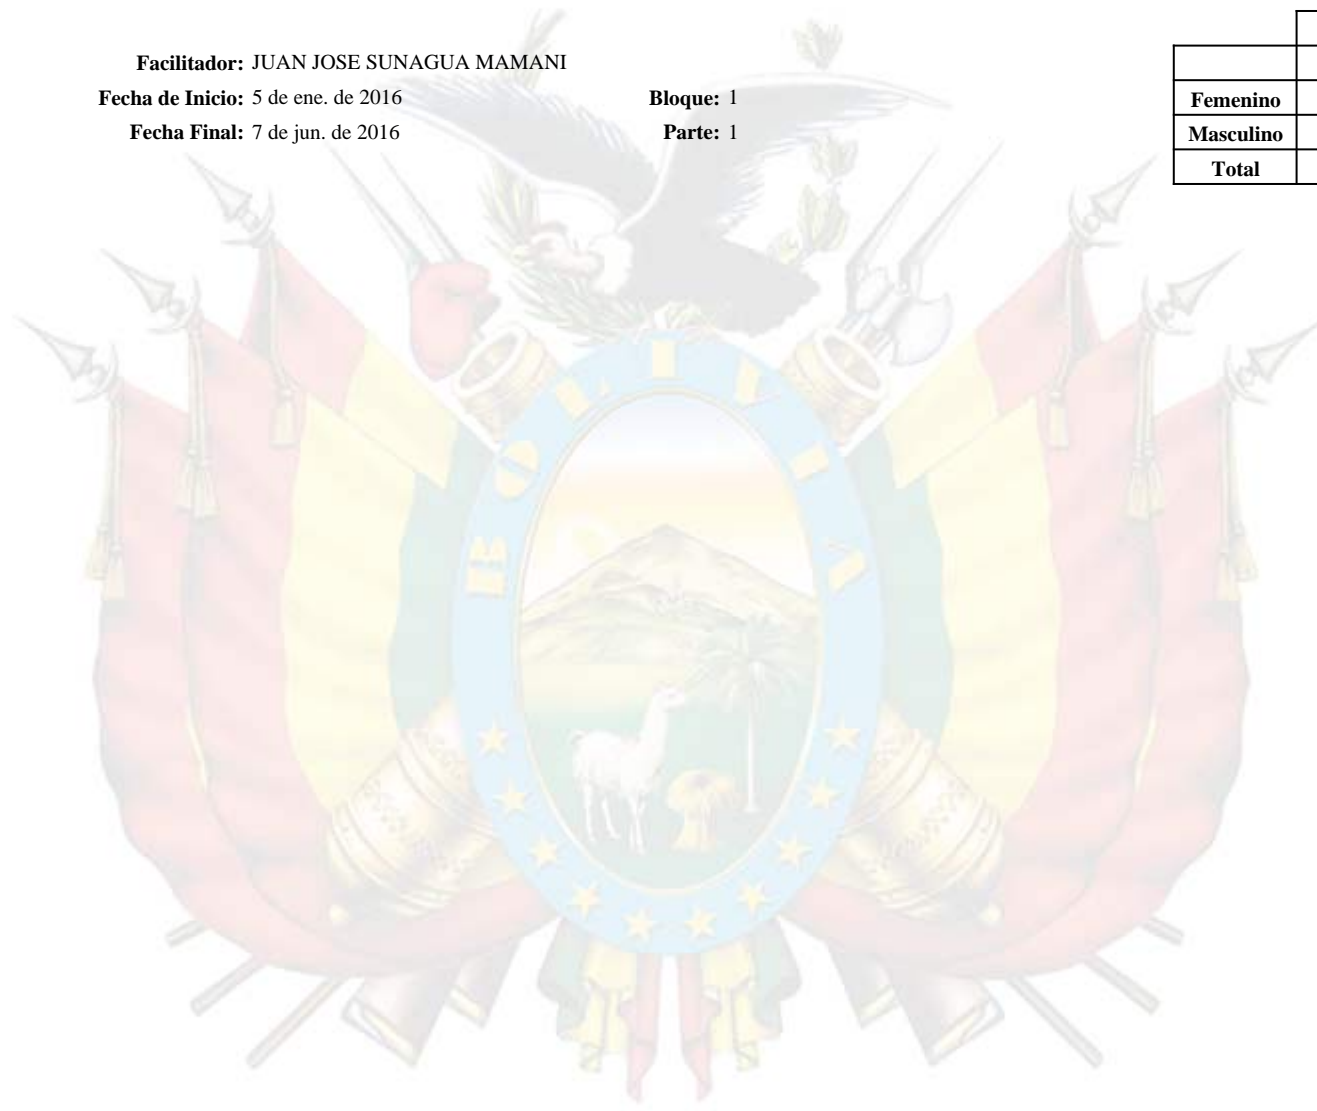 Facilitador: JUAN JOSE SUNAGUA MAMANI
Fecha de Inicio: 5 de ene. de 2016 Bloque: 1
Fecha Final: 7 de jun. de 2016 Parte: 1
Femenino
Masculino
Total
BOLIVIA